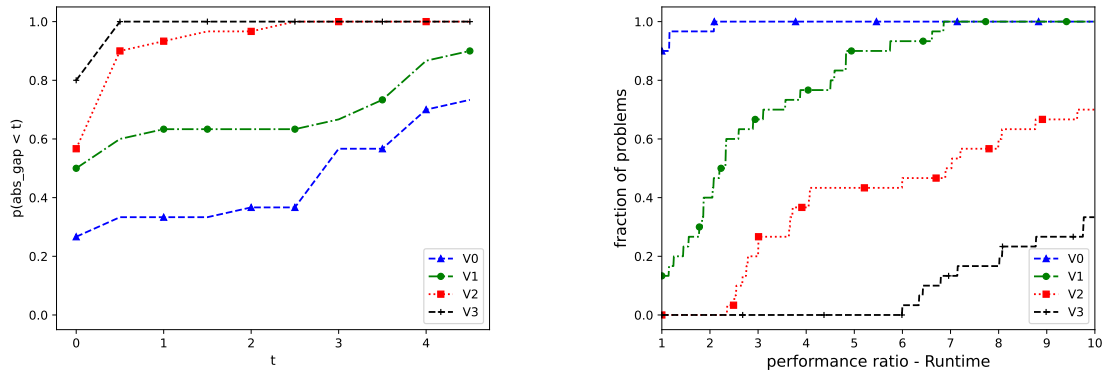 1.0
0.8
0.6
0.4
0.2
0.0
p(abs_gap < t)
0 1 2 3 4
t
V0
V1
V2
V3
1.0
0.8
0.6
0.4
0.2
0.0
fraction of problems
1 2 3 4 5 6 7 8 9 10
performance ratio - Runtime
V0
V1
V2
V3